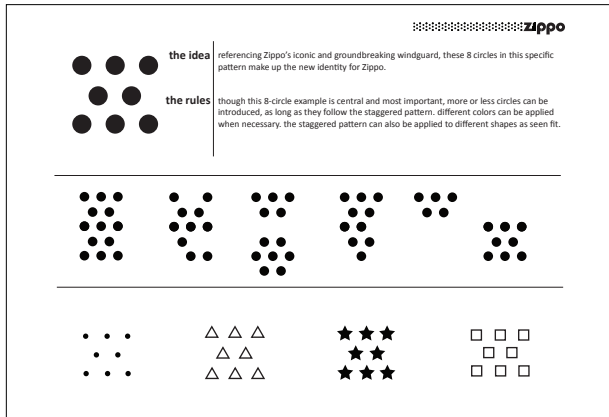 zippo
the idea
referencing Zippo's iconic and groundbreaking windguard, these 8 circles in this specific
pattern make up the new identity for Zippo.
the rules
though this 8-circle example is central and most important, more or less circles can be
introduced, as long as they follow the staggered pattern. different colors can be applied
when necessary. the staggered pattern can also be applied to different shapes as seen fit.